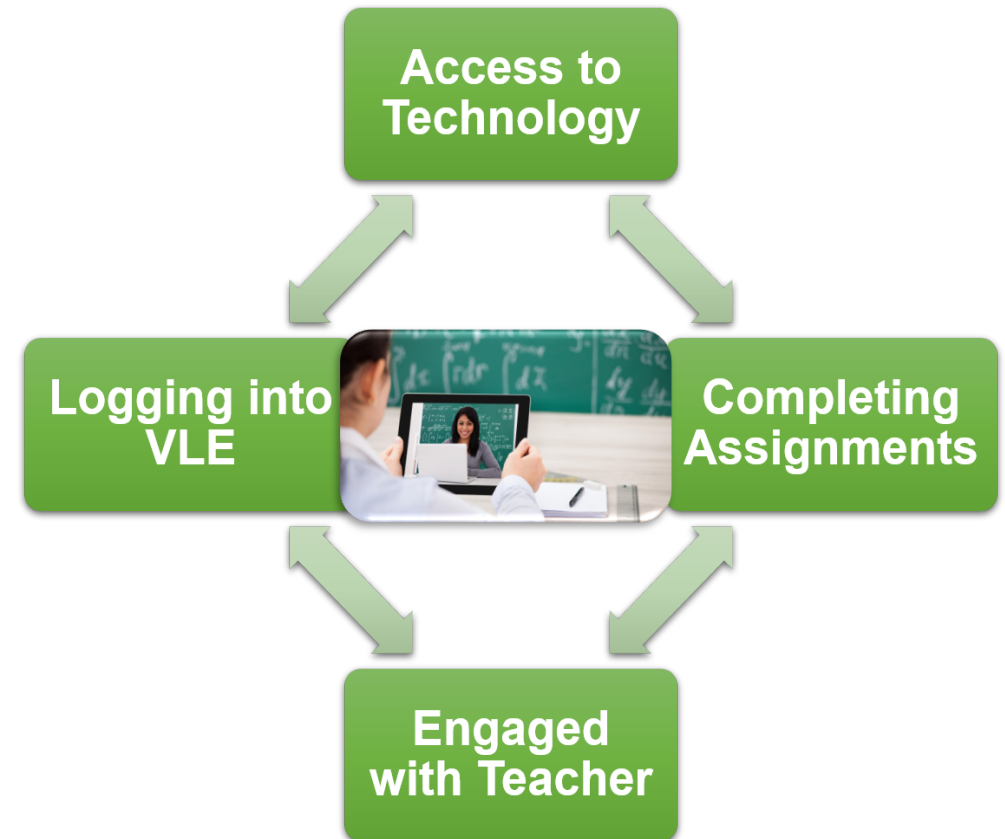 Access to
Technology
Logging into
VLE
Completing
Assignments
Engaged
with Teacher